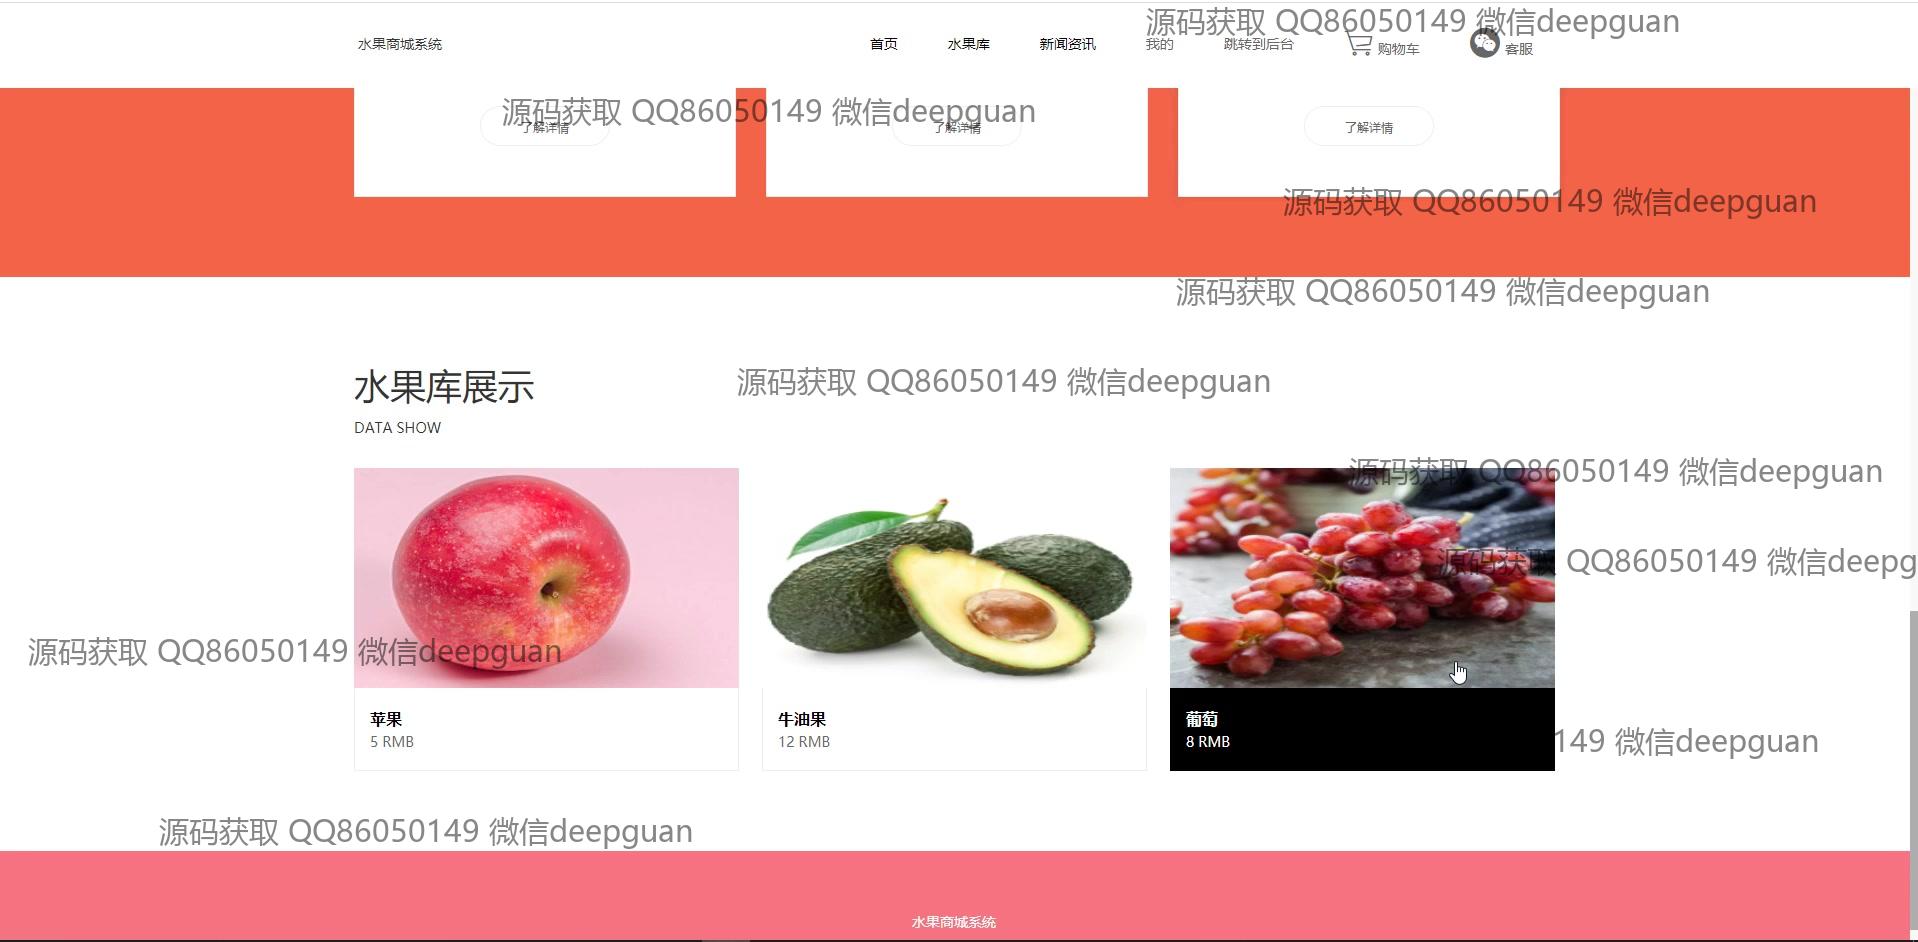 源码获取 QQ86050149 微信deepguan
水果商城系统 首页 水果库 新闻资讯 我的 跳转到后台 购物车 客服
源码获取 QQ86050149 微信deepguan
了解详情 了解详情 了解详情
源码获取 QQ86050149 微信deepguan
源码获取 QQ86050149 微信deepguan
水果库展示
源码获取 QQ86050149 微信deepguan
DATA SHOW
源码获取 QQ86050149 微信deepguan
源码获取 QQ86050149 微信deepg
源码获取 QQ86050149 微信deepguan
苹果 牛油果 葡萄
5 RMB 12 RMB 8 RMB
149 微信deepguan
源码获取 QQ86050149 微信deepguan
水果商城系统